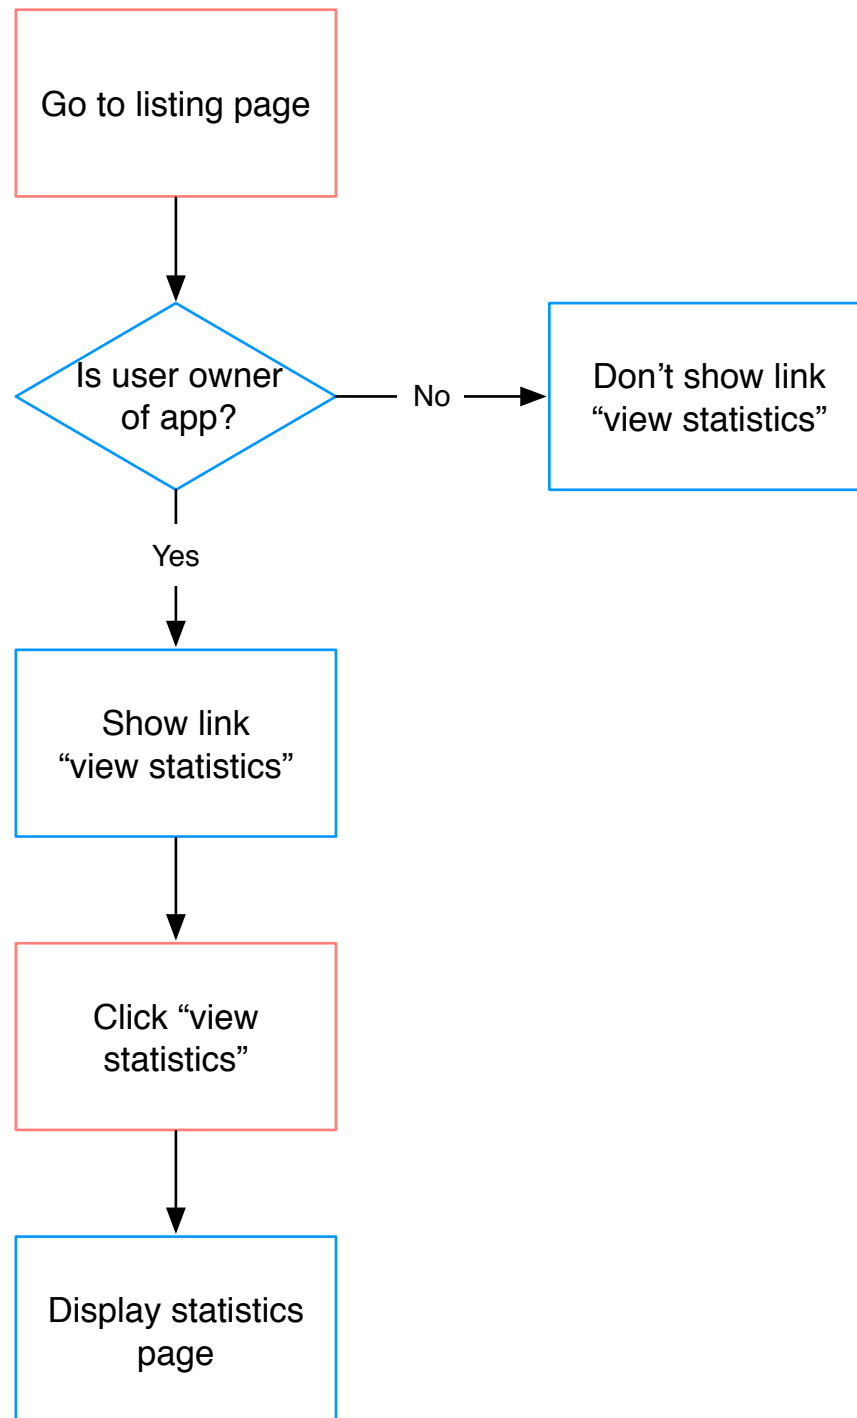 Go to listing page
Is user owner
of app?
No
Don’t show link
“view statistics”
Yes
Show link
“view statistics”
Click “view
statistics”
Display statistics
page